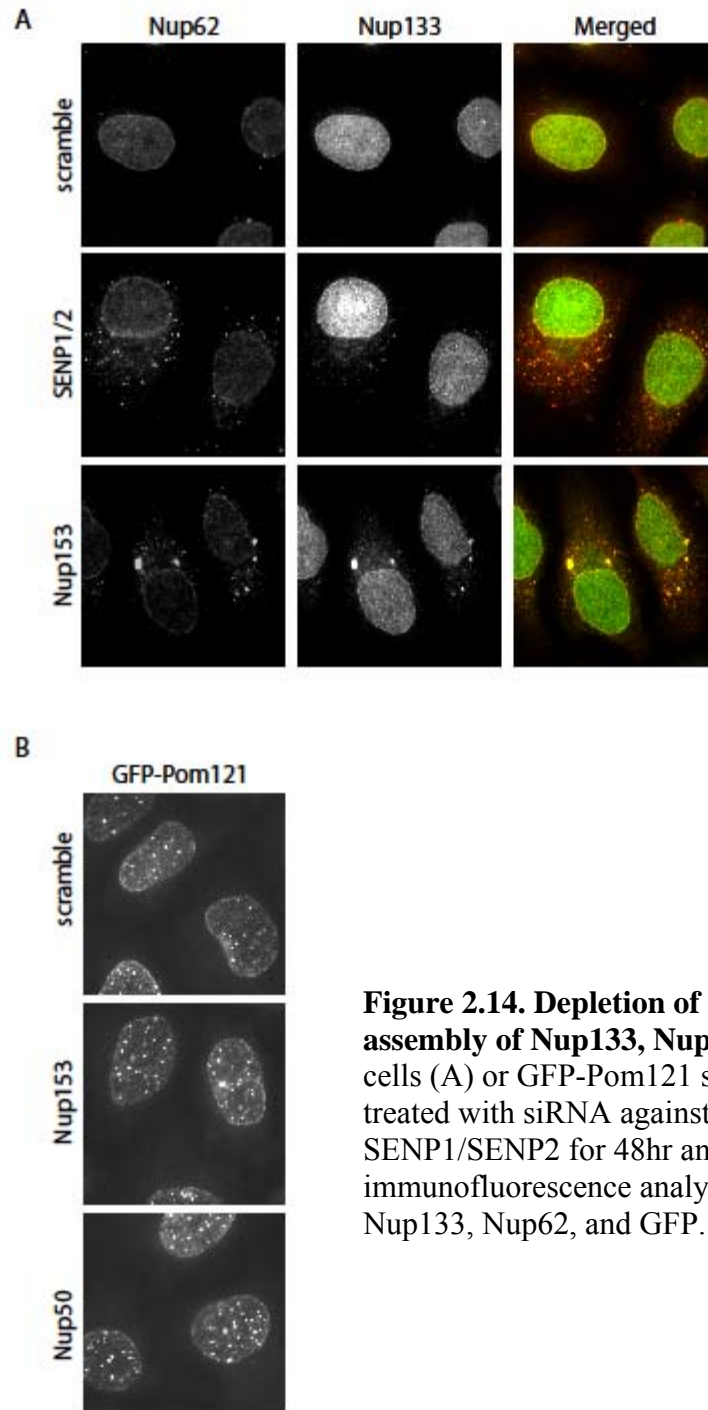 A
Nup62 Nup133 Merged
scramble
SENP1/2
Nup153
B
GFP-Pom121
scramble
Nup153
Nup50
Figure 2.14. Depletion of
assembly of Nup133, Nup
cells (A) or GFP-Pom121 s
treated with siRNA against
SENP1/SENP2 for 48hr an
immunofluorescence analy
Nup133, Nup62, and GFP.